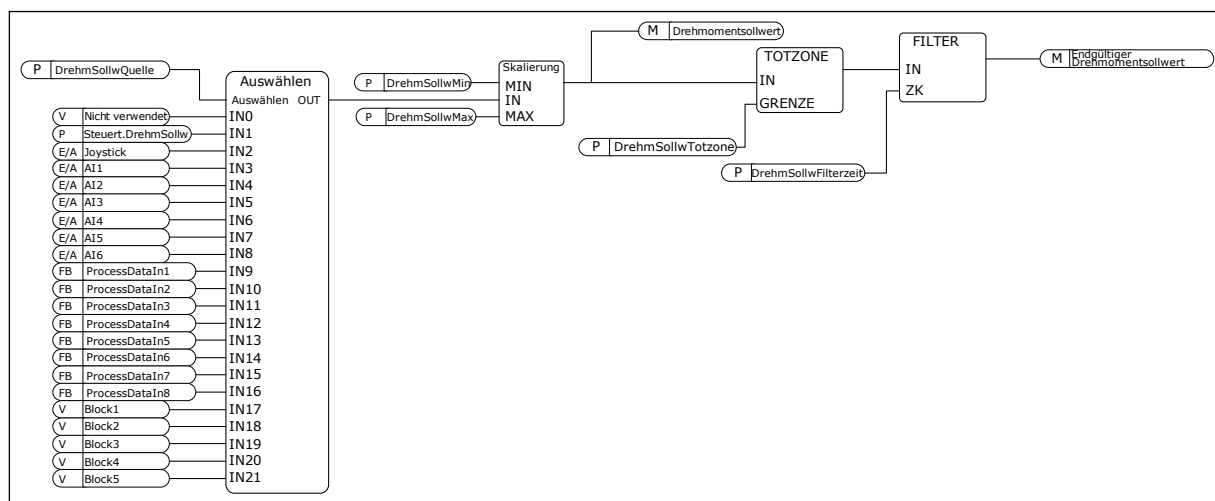 P DrehmSollwQuelle
Auswählen
Auswählen OUT
V Nicht verwendet IN0
P Steuert.DrehmSollw IN1
E/A Joystick IN2
E/A AI1 IN3
E/A AI2 IN4
E/A AI3 IN5
E/A AI4 IN6
E/A AI5 IN7
E/A AI6 IN8
FB ProcessDataIn1 IN9
FB ProcessDataIn2 IN10
FB ProcessDataIn3 IN11
FB ProcessDataIn4 IN12
FB ProcessDataIn5 IN13
FB ProcessDataIn6 IN14
FB ProcessDataIn7 IN15
FB ProcessDataIn8 IN16
V Block1 IN17
V Block2 IN18
V Block3 IN19
V Block4 IN20
V Block5 IN21
P DrehmSollwMin
P DrehmSollwMax
Skalierung
MIN
IN
MAX
M Drehmomentsollwert
TOTZONE
IN
GRENZE
P DrehmSollwTotzone
P DrehmSollwFilterzeit
FILTER
IN
ZK
M Endgültiger
Drehmomentsollwert